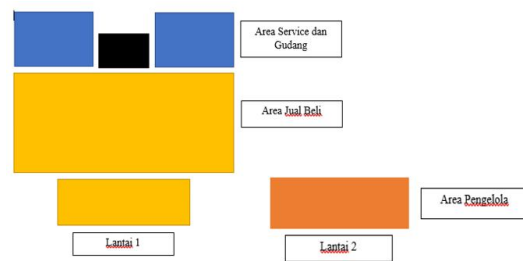 Area Service dan
Gudang
Area Jual Beli
Area Pengelola
Lantai 1
Lantai 2